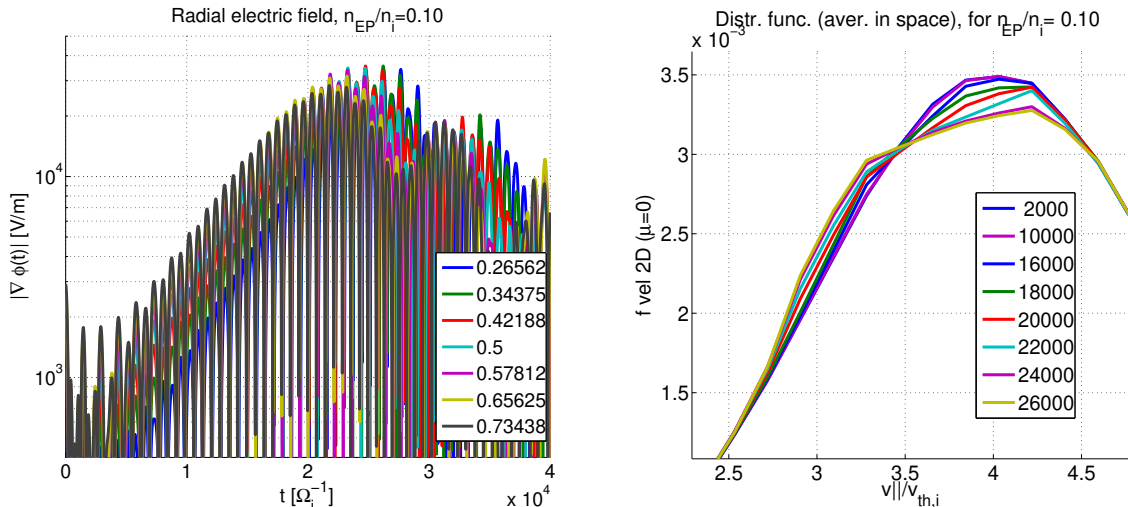 Radial electric field, n_EP/n_i=0.10
|∇ ϕ(t)| [V/m]
10^4
10^3
0.26562
0.34375
0.42188
0.5
0.57812
0.65625
0.73438
0 1 2 3 4
t [Ω_i^-1]
x 10^4
Distr. func. (aver. in space), for n_EP/n_i= 0.10
x 10^-3
f vel 2D (μ=0)
3.5
3
2.5
2
1.5
2000
10000
16000
18000
20000
22000
24000
26000
2.5 3 3.5 4 4.5
v||/v_th,i